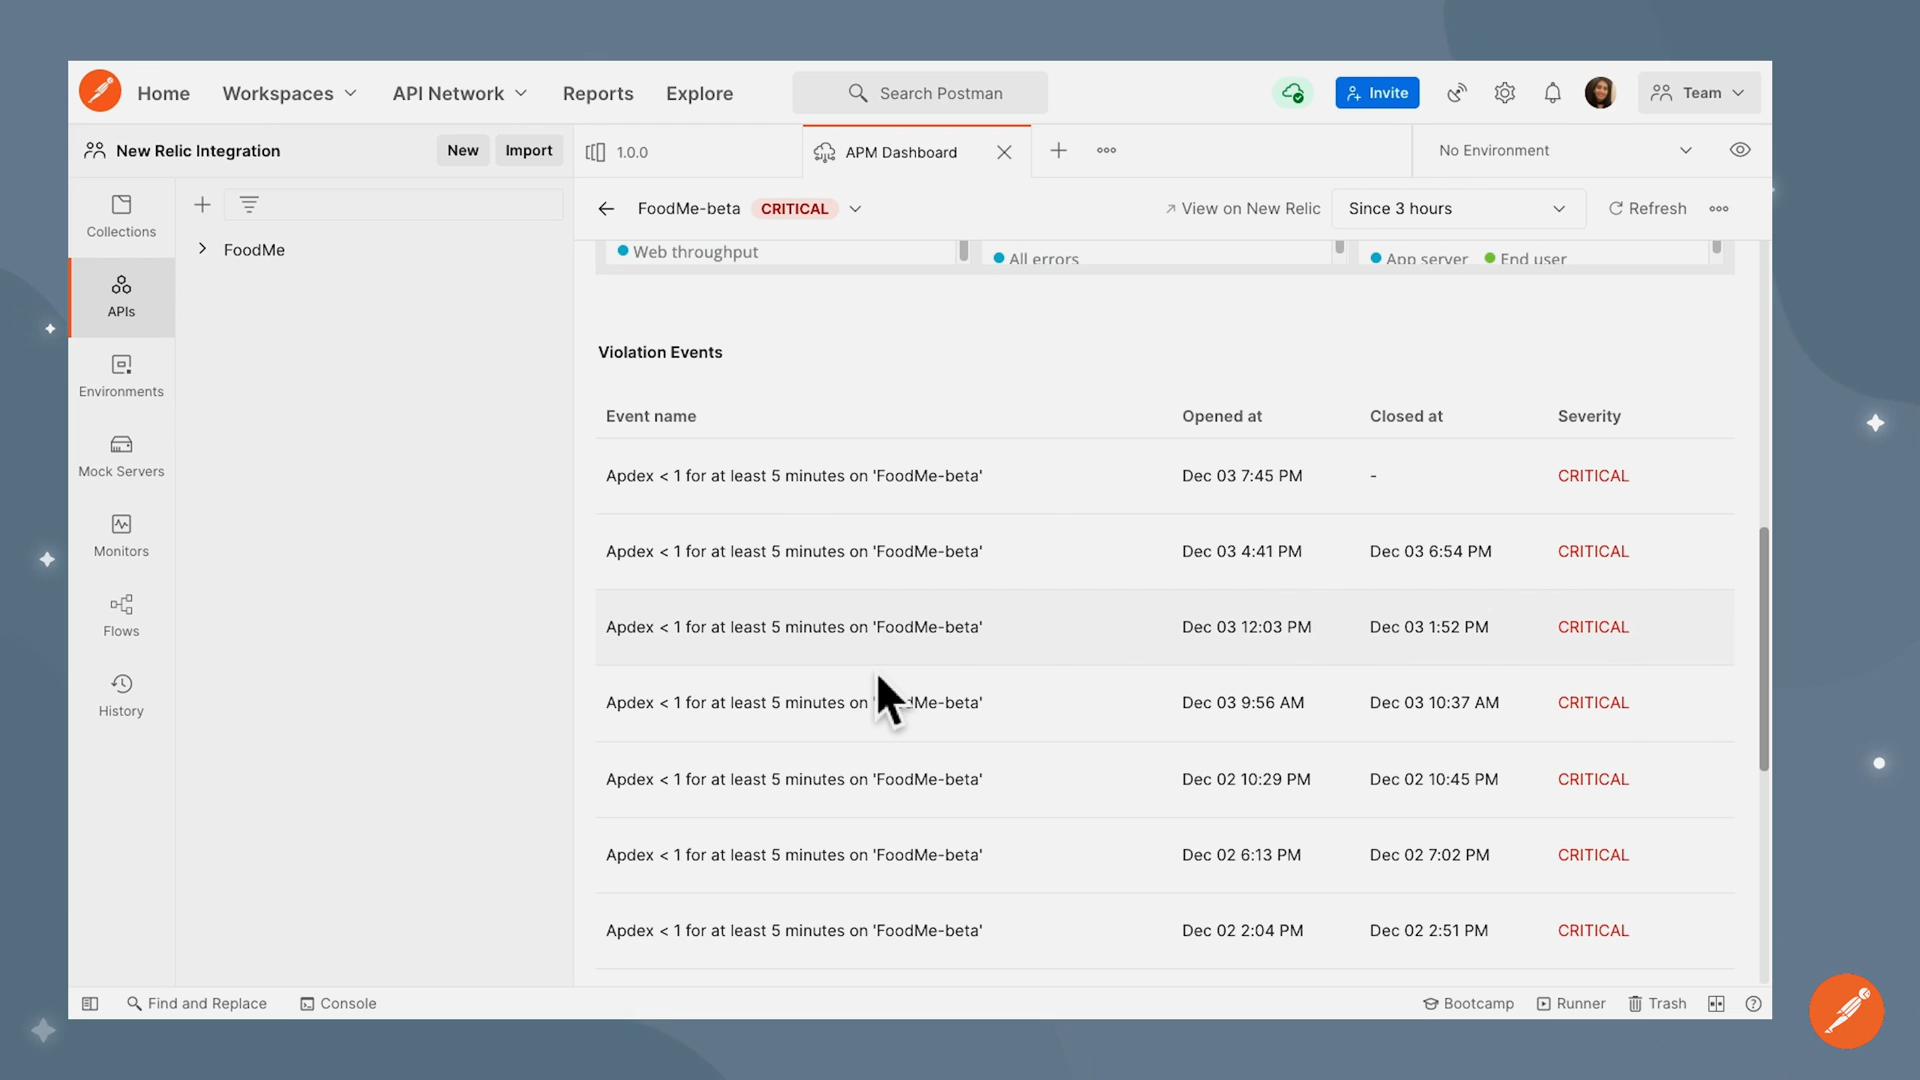 Home Workspaces API Network Reports Explore Search Postman Invite Team
New Relic Integration New Import 1.0.0 APM Dashboard No Environment
Collections
APIs
Environments
Mock Servers
Monitors
Flows
History
FoodMe
FoodMe-beta CRITICAL View on New Relic Since 3 hours Refresh
Web throughput All errors App server End user
Violation Events
Event name Opened at Closed at Severity
Apdex < 1 for at least 5 minutes on 'FoodMe-beta' Dec 03 7:45 PM - CRITICAL
Apdex < 1 for at least 5 minutes on 'FoodMe-beta' Dec 03 4:41 PM Dec 03 6:54 PM CRITICAL
Apdex < 1 for at least 5 minutes on 'FoodMe-beta' Dec 03 12:03 PM Dec 03 1:52 PM CRITICAL
Apdex < 1 for at least 5 minutes on Me-beta' Dec 03 9:56 AM Dec 03 10:37 AM CRITICAL
Apdex < 1 for at least 5 minutes on 'FoodMe-beta' Dec 02 10:29 PM Dec 02 10:45 PM CRITICAL
Apdex < 1 for at least 5 minutes on 'FoodMe-beta' Dec 02 6:13 PM Dec 02 7:02 PM CRITICAL
Apdex < 1 for at least 5 minutes on 'FoodMe-beta' Dec 02 2:04 PM Dec 02 2:51 PM CRITICAL
Find and Replace Console Bootcamp Runner Trash